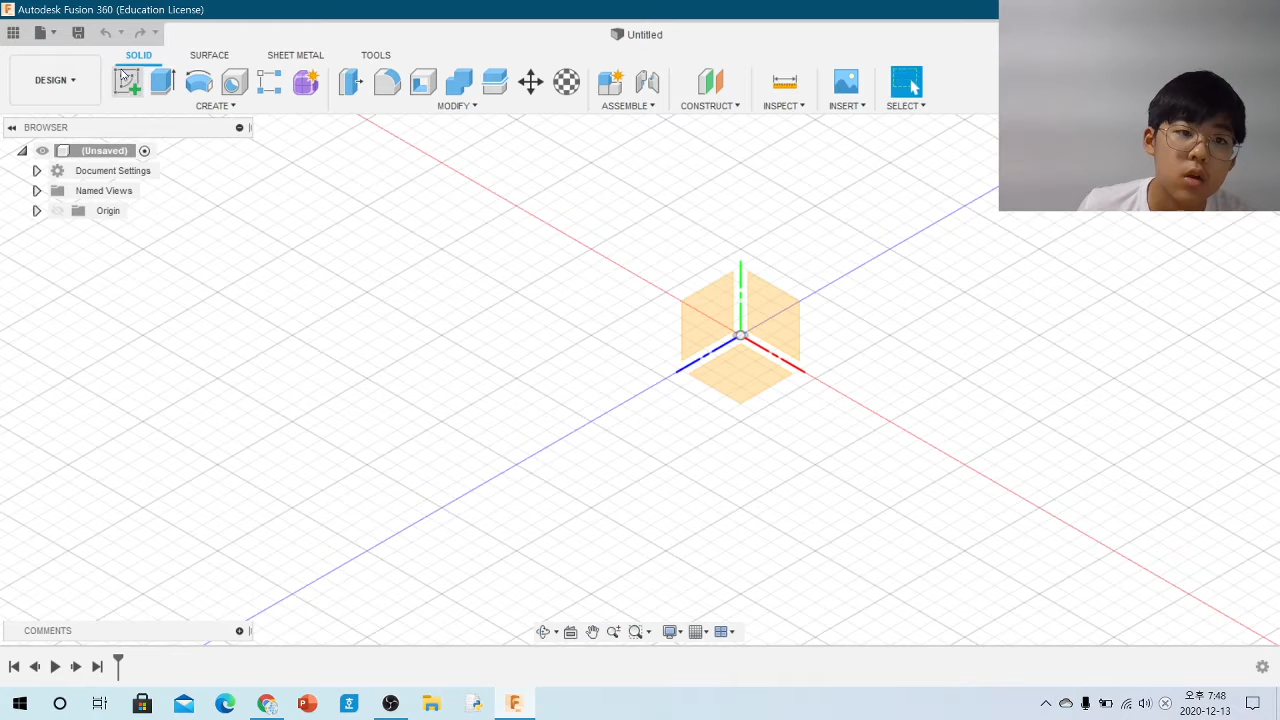 Autodesk Fusion 360 (Education License)
Untitled
SOLID SURFACE SHEET METAL TOOLS
DESIGN
CREATE MODIFY ASSEMBLE CONSTRUCT INSPECT INSERT SELECT
BROWSER
(Unsaved)
Document Settings
Named Views
Origin
COMMENTS
오후 7:48
2020-12-13